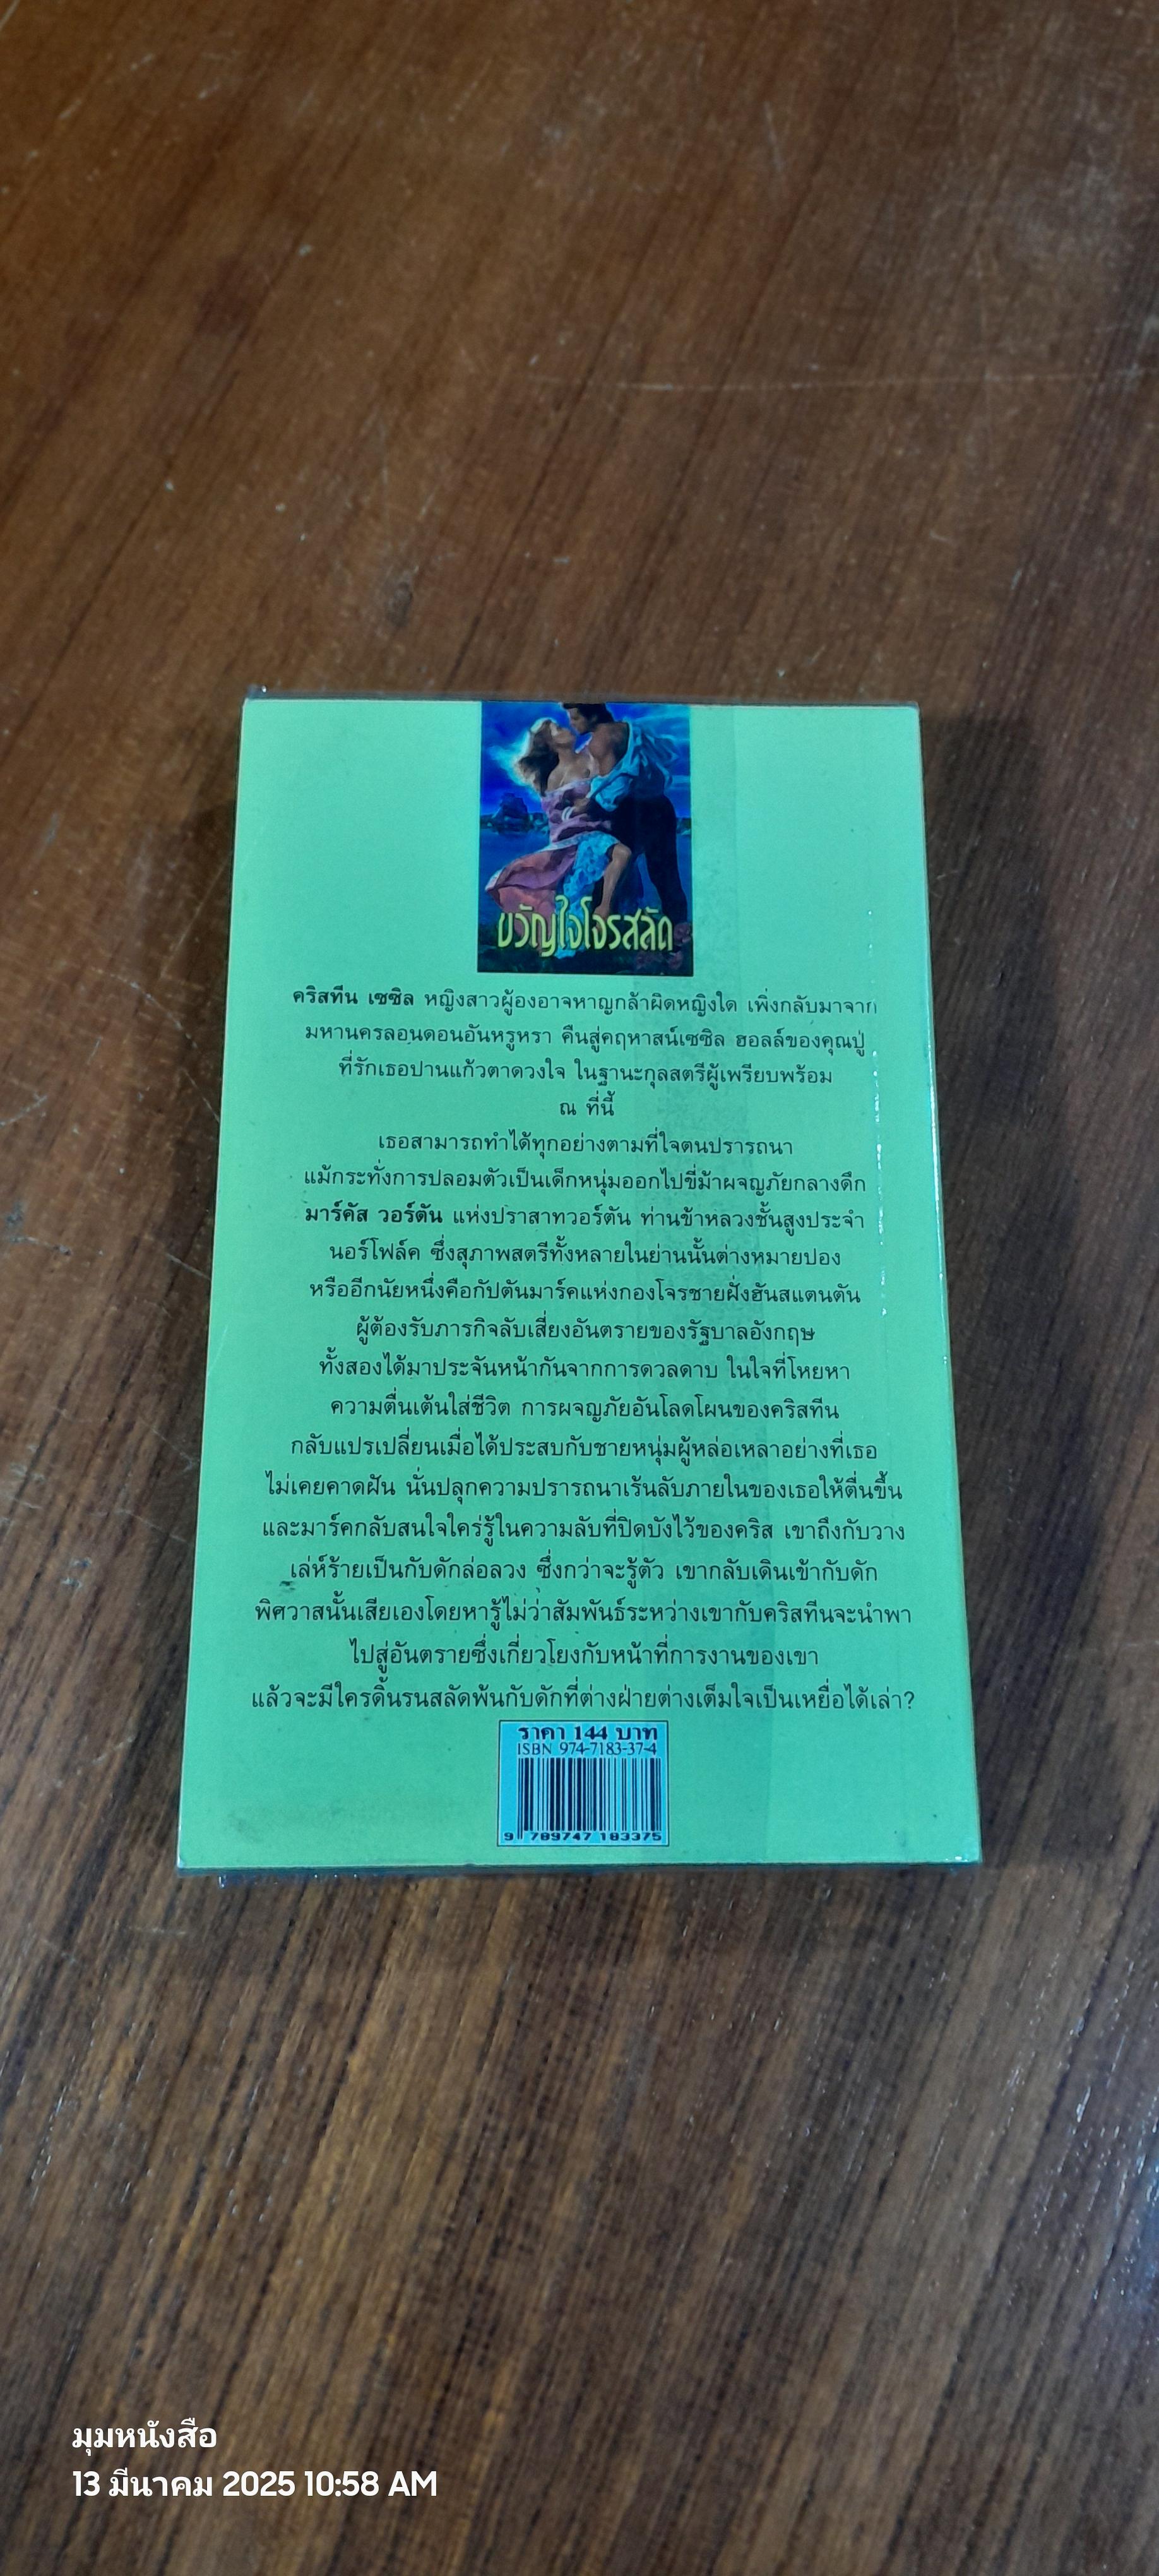 ขวัญใจโจรสลัด
คริสทีน เซซิล หญิงสาวผู้องอาจหาญกล้าผิดหญิงใด เพิ่งกลับมาจาก
มหานครลอนดอนอันหรูหรา คืนสู่คฤหาสน์เซซิล ฮอลล์ของคุณปู่
ที่รักเธอปานแก้วตาดวงใจ ในฐานะกุลสตรีผู้เพรียบพร้อม
ณ ที่นี้
เธอสามารถทำได้ทุกอย่างตามที่ใจตนปรารถนา
แม้กระทั่งการปลอมตัวเป็นเด็กหนุ่มออกไปขี่ม้าผจญภัยกลางดึก
มาร์คัส วอร์ตัน แห่งปราสาทวอร์ตัน ท่านข้าหลวงชั้นสูงประจำ
นอร์โฟล์ค ซึ่งสุภาพสตรีทั้งหลายในย่านนั้นต่างหมายปอง
หรืออีกนัยหนึ่งคือกัปตันมาร์คแห่งกองโจรชายฝั่งฮันสแตนตัน
ผู้ต้องรับภารกิจลับเสี่ยงอันตรายของรัฐบาลอังกฤษ
ทั้งสองได้มาประจันหน้ากันจากการดวลดาบ ในใจที่โหยหา
ความตื่นเต้นใส่ชีวิต การผจญภัยอันโลดโผนของคริสทีน
กลับแปรเปลี่ยนเมื่อได้ประสบกับชายหนุ่มผู้หล่อเหลาอย่างที่เธอ
ไม่เคยคาดฝัน นั่นปลุกความปรารถนาเร้นลับภายในของเธอให้ตื่นขึ้น
และมาร์คกลับสนใจใคร่รู้ในความลับที่ปิดบังไว้ของคริส เขาถึงกับวาง
เล่ห์ร้ายเป็นกับดักล่อลวง ซึ่งกว่าจะรู้ตัว เขากลับเดินเข้ากับดัก
พิศวาสนั้นเสียเองโดยหารู้ไม่ว่าสัมพันธ์ระหว่างเขากับคริสทีนจะนำพา
ไปสู่อันตรายซึ่งเกี่ยวโยงกับหน้าที่การงานของเขา
แล้วจะมีใครดิ้นรนสลัดพ้นกับดักที่ต่างฝ่ายต่างเต็มใจเป็นเหยื่อได้เล่า?
ราคา 144 บาท
ISBN 974-7183-37-4
9 789747 183375
มุมหนังสือ
13 มีนาคม 2025 10:58 AM